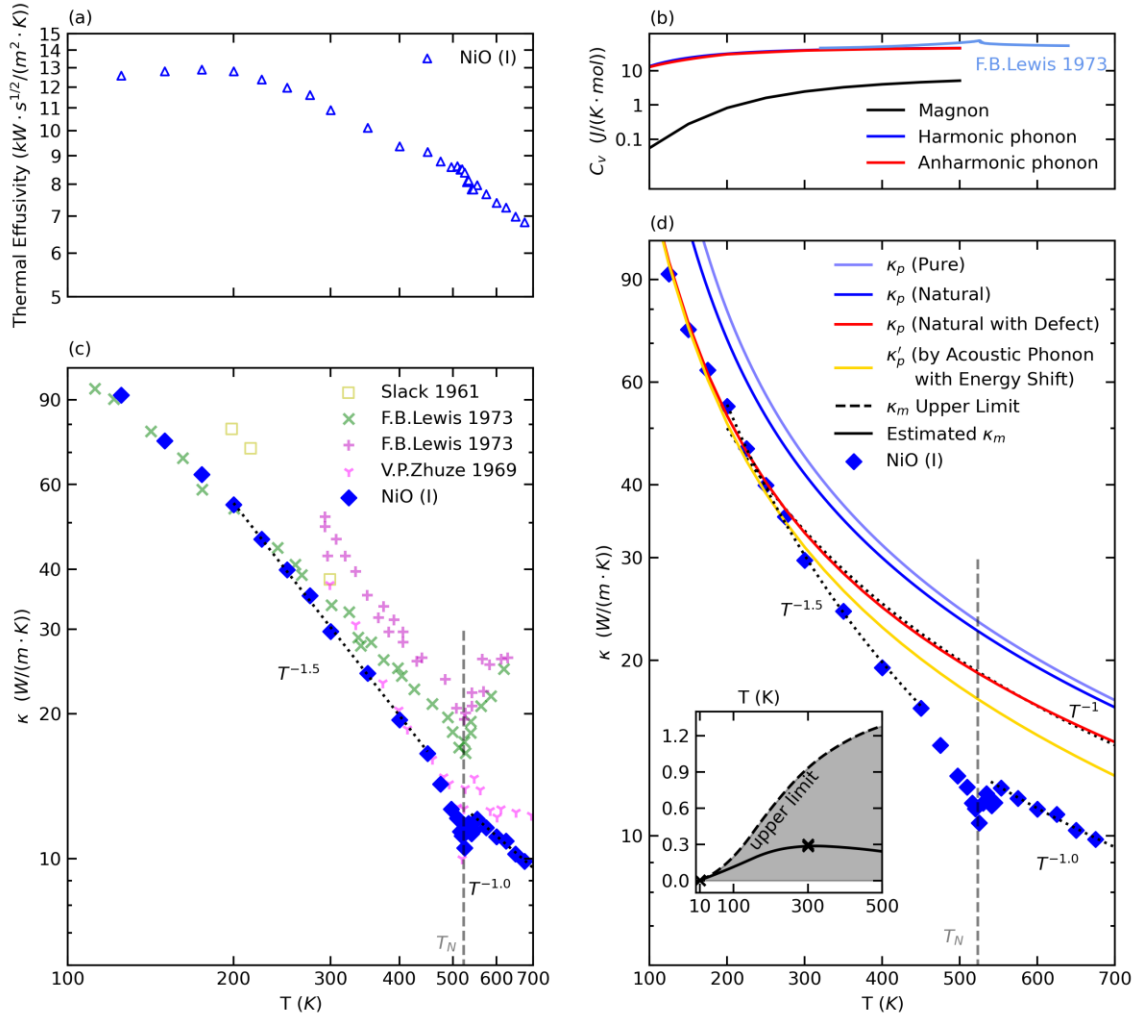 (a)
Thermal Effusivity (kW · s^{1/2}/(m² · K))
15
14
13
12
11
10
9
8
7
6
5
NiO (I)
(b)
C_v (J/(K · mol))
10
1
0.1
F.B.Lewis 1973
Magnon
Harmonic phonon
Anharmonic phonon
(c)
κ (W/(m · K))
90
60
40
30
20
10
Slack 1961
F.B.Lewis 1973
F.B.Lewis 1973
V.P.Zhuze 1969
NiO (I)
T^{-1.5}
T^{-1.0}
T_N
100
200
300
400
500
600
700
T (K)
(d)
κ (W/(m · K))
90
60
40
30
20
10
κ_p (Pure)
κ_p (Natural)
κ_p (Natural with Defect)
κ′_p (by Acoustic Phonon
with Energy Shift)
κ_m Upper Limit
Estimated κ_m
NiO (I)
T^{-1.5}
T^{-1}
T^{-1.0}
T_N
T (K)
1.2
0.9
0.6
0.3
0.0
upper limit
10
100
300
500
100
200
300
400
500
600
700
T (K)